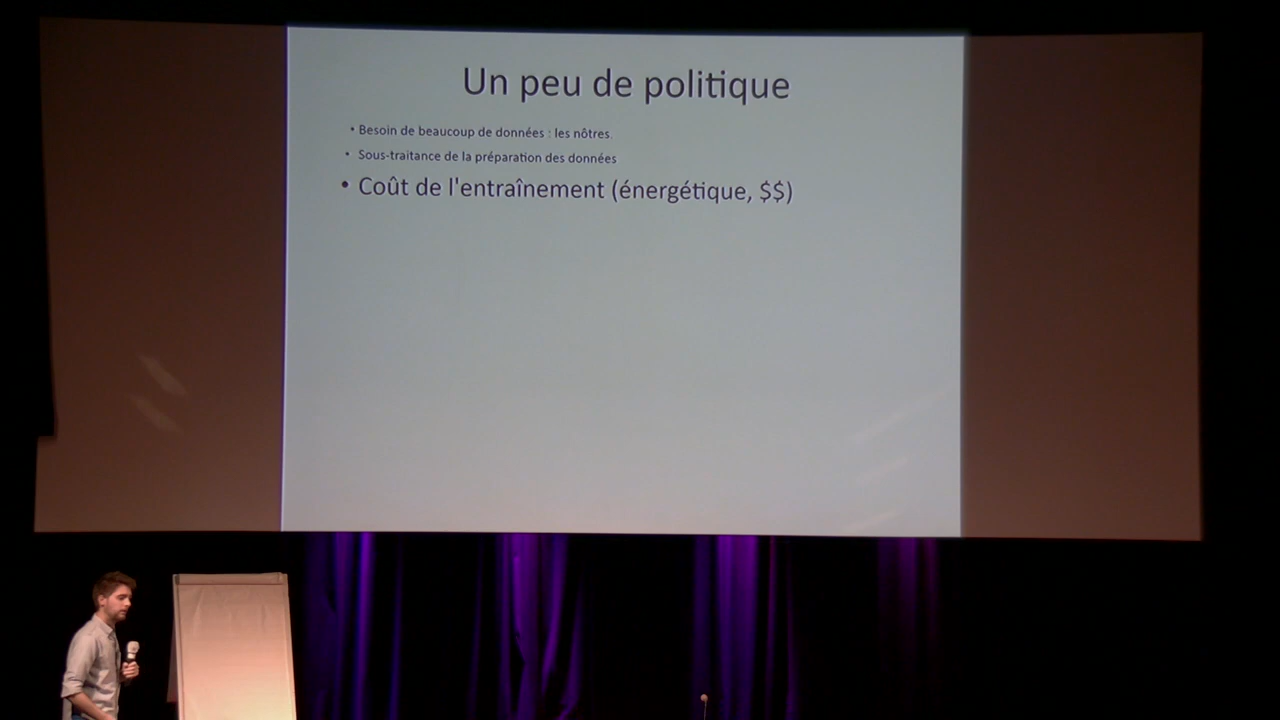 Un peu de politique
• Besoin de beaucoup de données : les nôtres.
• Sous-traitance de la préparation des données
• Coût de l'entraînement (énergétique, $$)